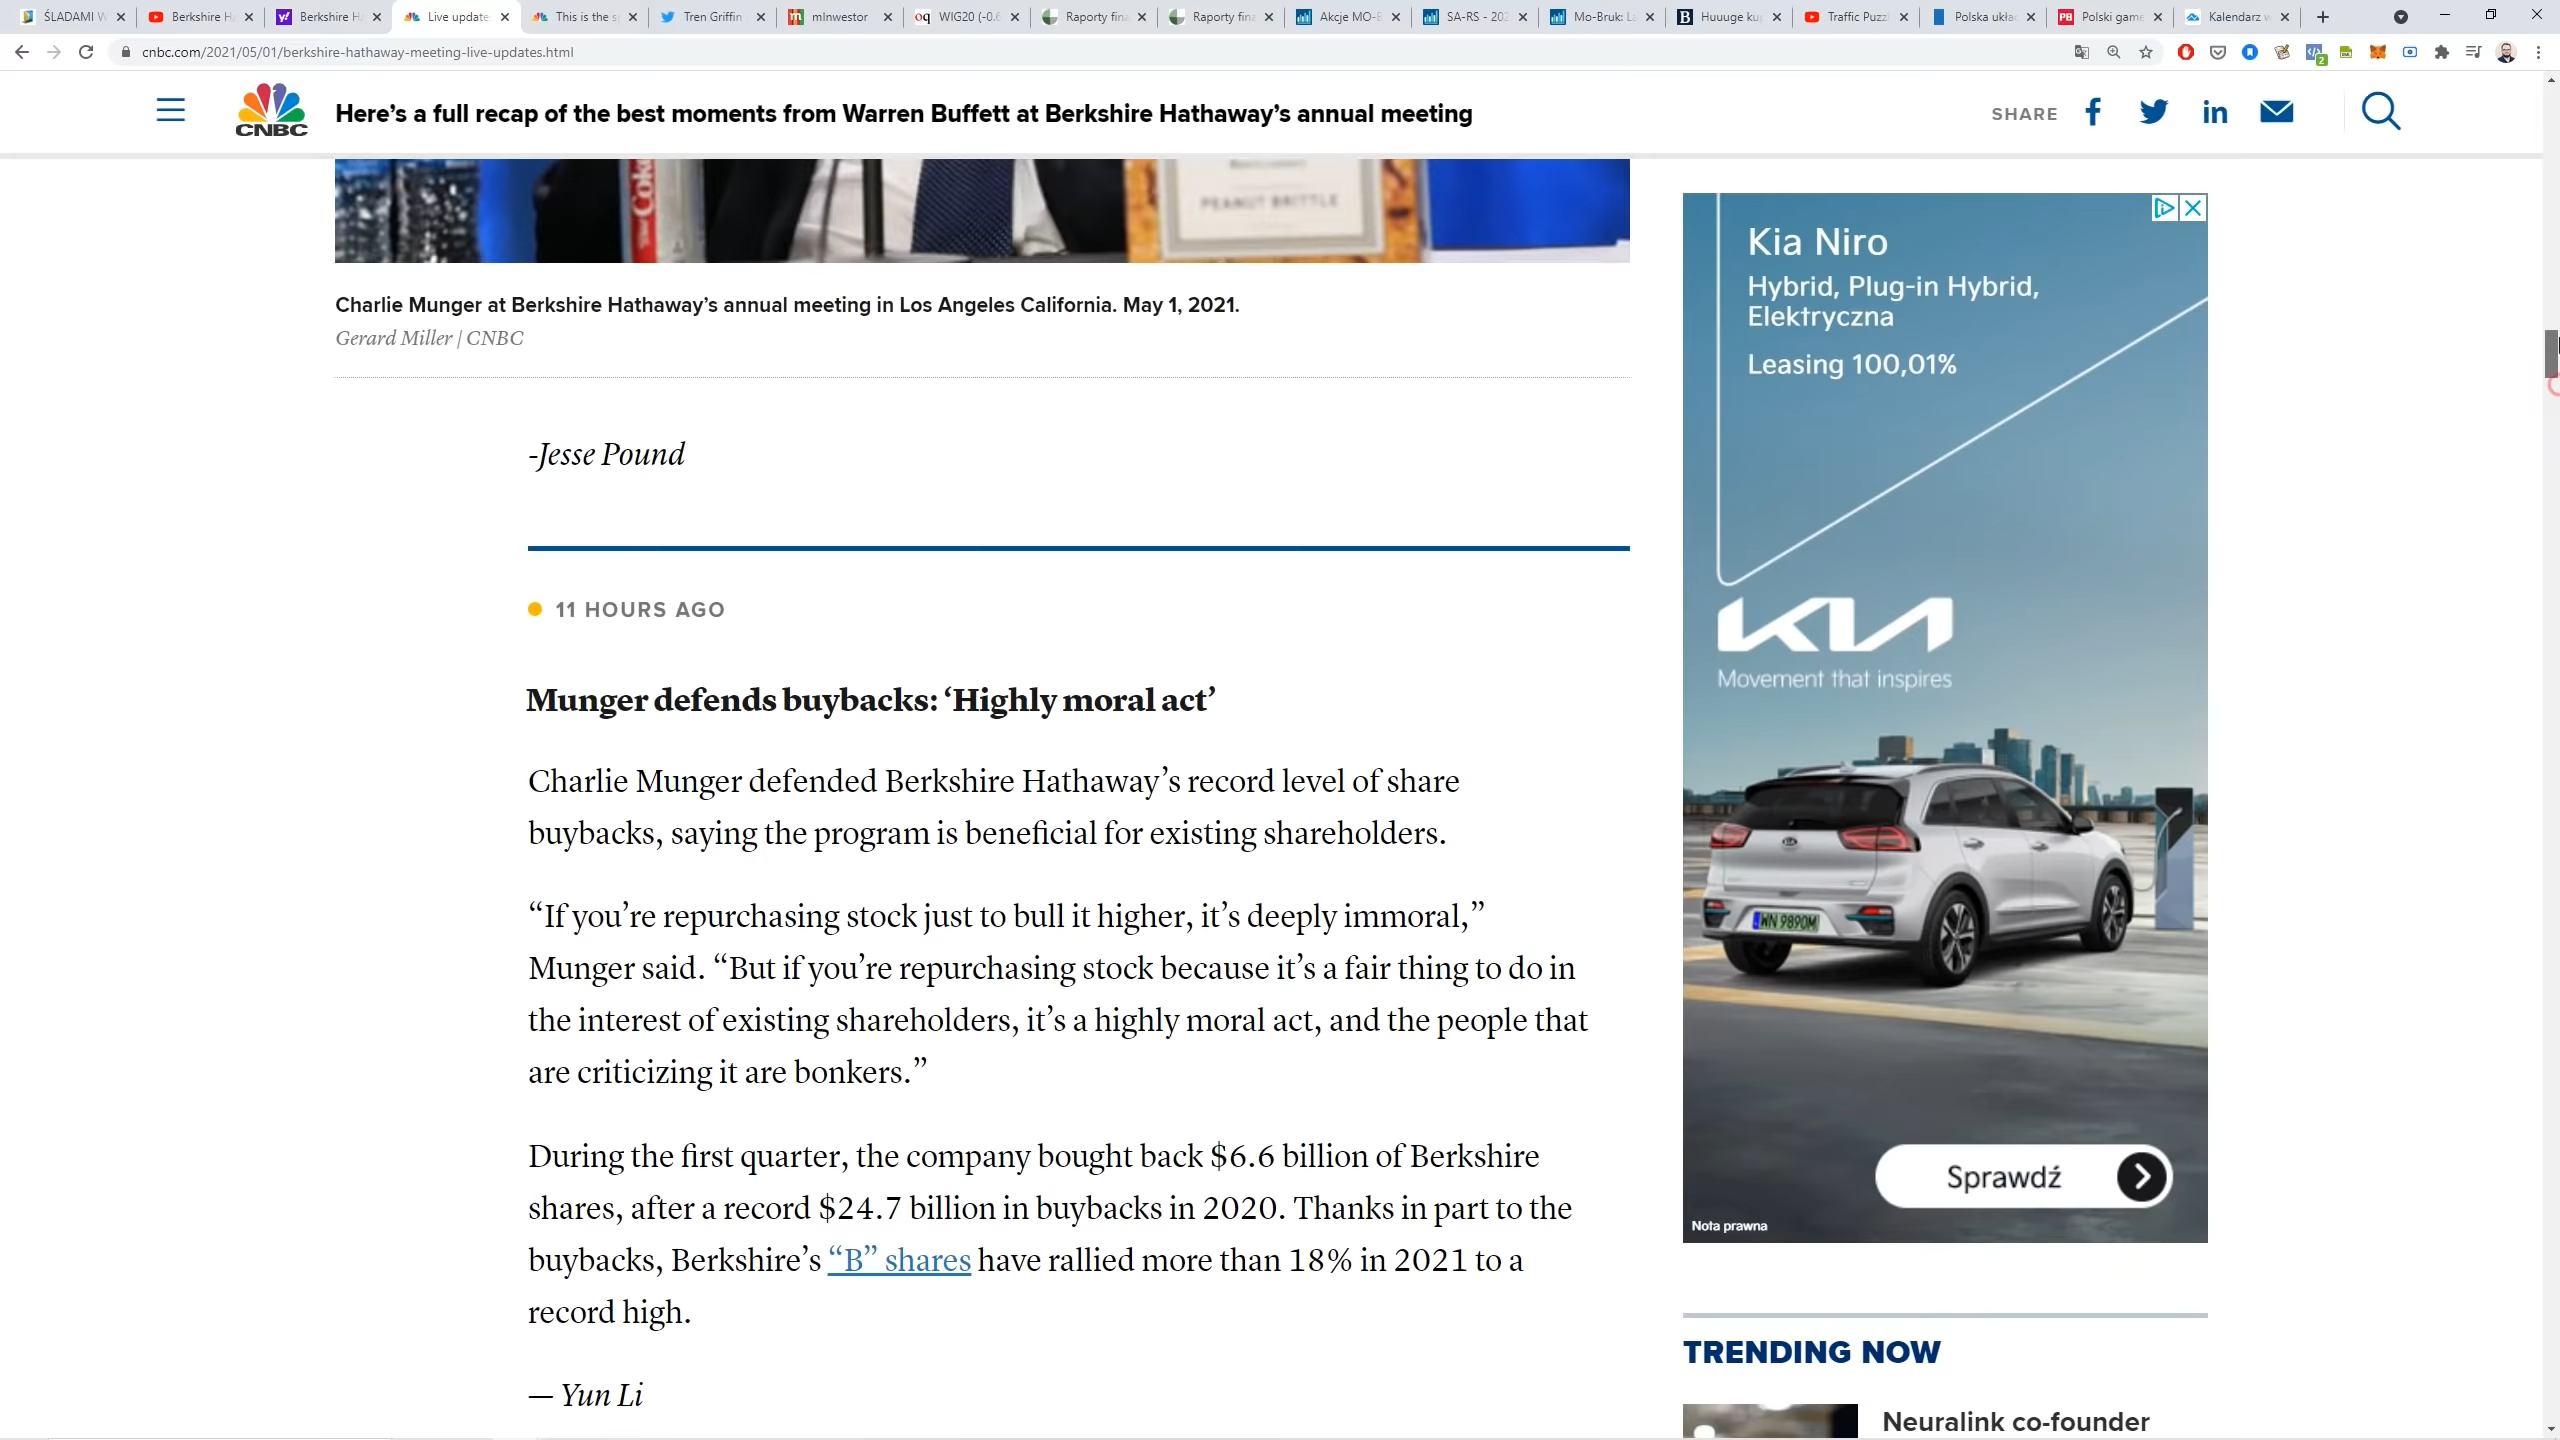 ŚLADAMI W
Berkshire H
Berkshire H
Live update
This is the s
Tren Griffin
mInwestor
WIG20 (-0.6
Raporty fina
Raporty fina
Akcje MO-B
SA-RS - 202
Mo-Bruk: L
Huuuge ku
Traffic Puzz
Polska ukła
Polski game
Kalendarz w
cnbc.com/2021/05/01/berkshire-hathaway-meeting-live-updates.html
CNBC
Here’s a full recap of the best moments from Warren Buffett at Berkshire Hathaway’s annual meeting
SHARE
Cok
PEANUT BRITTLE
Charlie Munger at Berkshire Hathaway’s annual meeting in Los Angeles California. May 1, 2021.
Gerard Miller | CNBC
-Jesse Pound
11 HOURS AGO
Munger defends buybacks: ‘Highly moral act’
Charlie Munger defended Berkshire Hathaway’s record level of share
buybacks, saying the program is beneficial for existing shareholders.
“If you’re repurchasing stock just to bull it higher, it’s deeply immoral,”
Munger said. “But if you’re repurchasing stock because it’s a fair thing to do in
the interest of existing shareholders, it’s a highly moral act, and the people that
are criticizing it are bonkers.”
During the first quarter, the company bought back $6.6 billion of Berkshire
shares, after a record $24.7 billion in buybacks in 2020. Thanks in part to the
buybacks, Berkshire’s “B” shares have rallied more than 18% in 2021 to a
record high.
— Yun Li
Kia Niro
Hybrid, Plug-in Hybrid,
Elektryczna
Leasing 100,01%
KIA
Movement that inspires
WN 9890M
Sprawdź
Nota prawna
TRENDING NOW
Neuralink co-founder